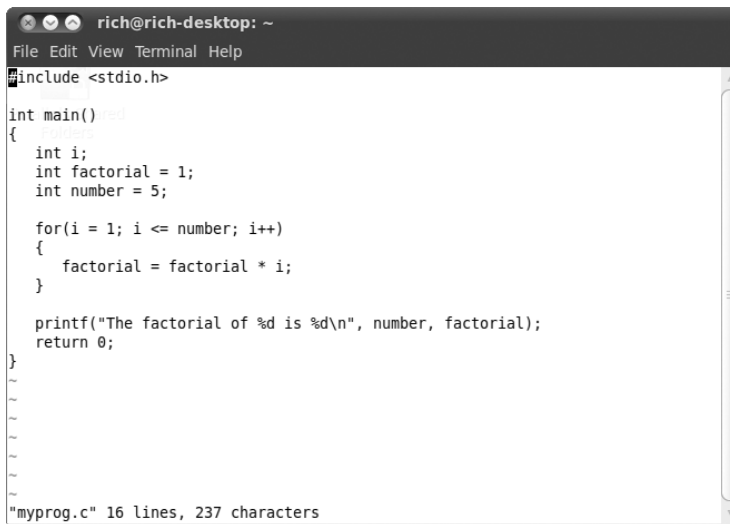 rich@rich-desktop: ~
File Edit View Terminal Help
#include <stdio.h>

int main()
{
   int i;
   int factorial = 1;
   int number = 5;

   for(i = 1; i <= number; i++)
   {
      factorial = factorial * i;
   }

   printf("The factorial of %d is %d\n", number, factorial);
   return 0;
}
~
~
~
~
~
~
~
"myprog.c" 16 lines, 237 characters